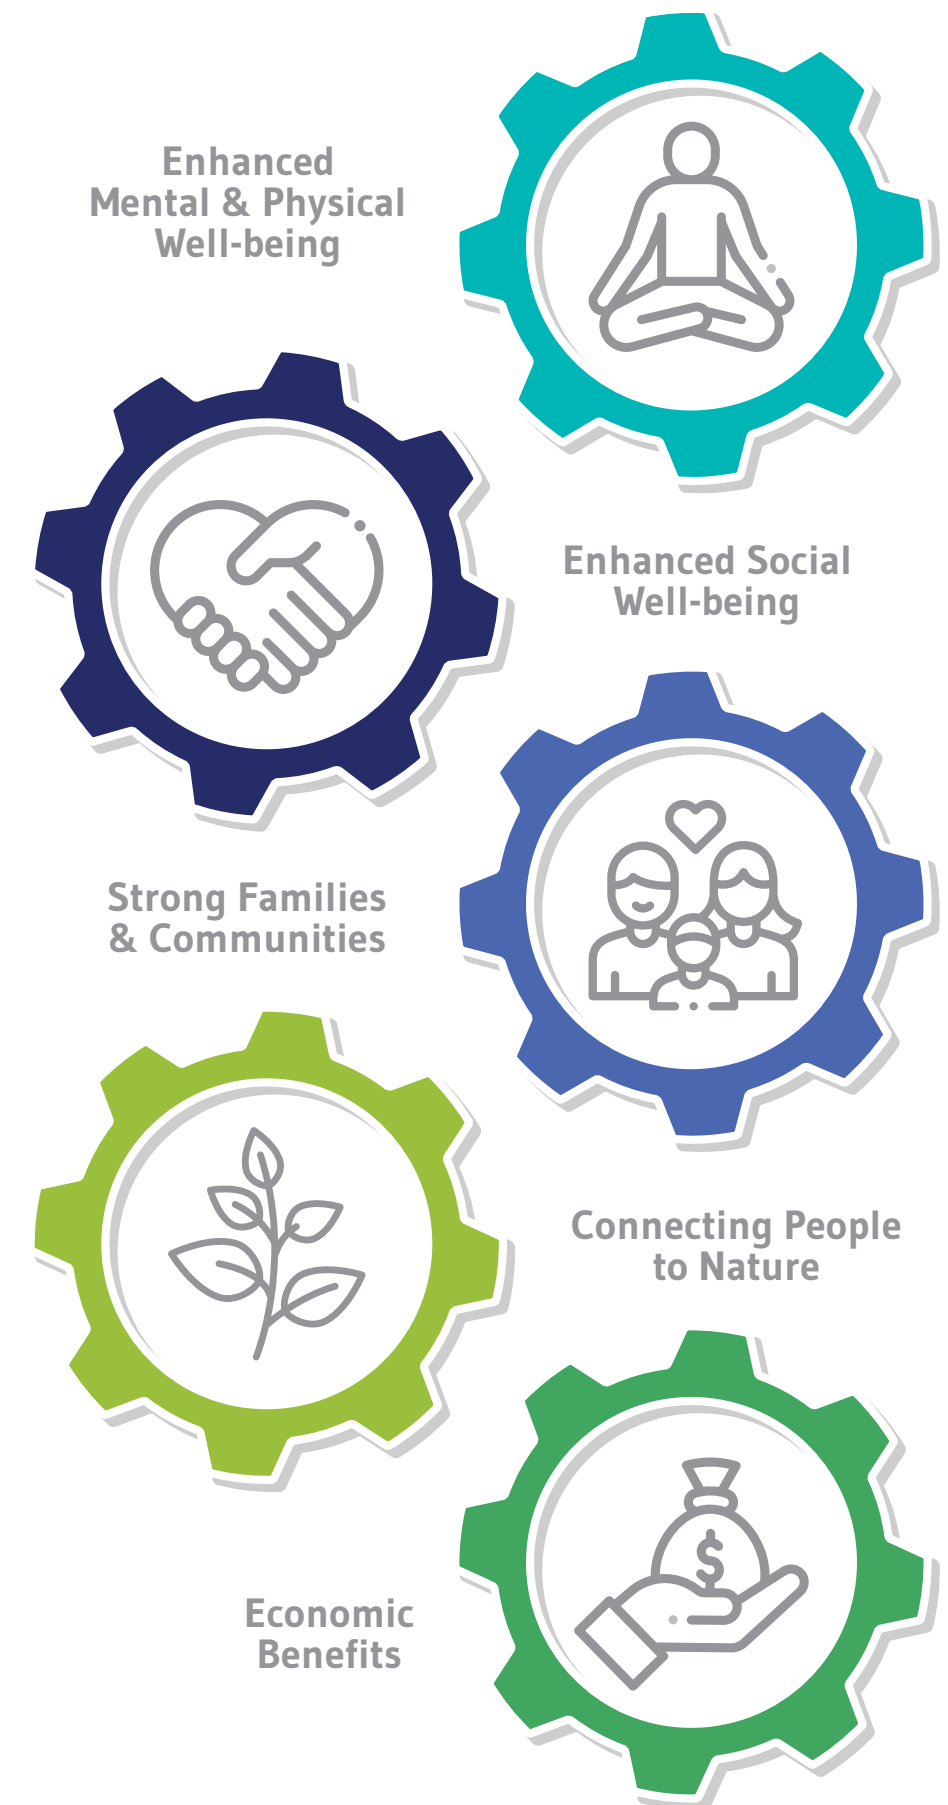 Enhanced
Mental & Physical
Well-being
Enhanced Social
Well-being
Strong Families
& Communities
Connecting People
to Nature
$
Economic
Benefits